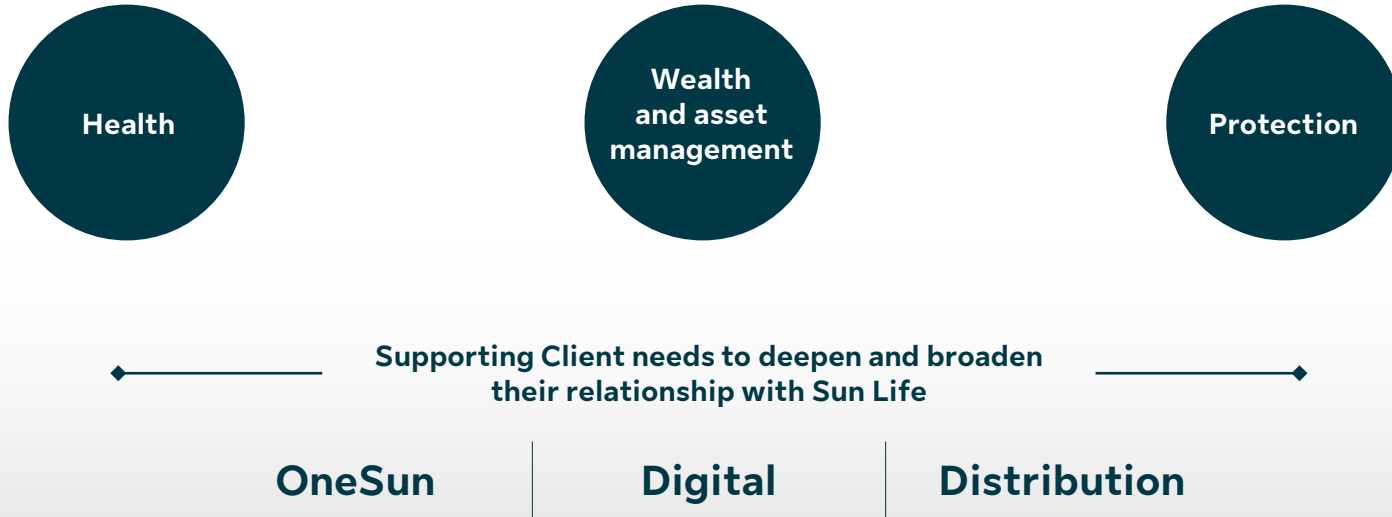 Health
Wealth
and asset
management
Protection
Supporting Client needs to deepen and broaden
their relationship with Sun Life
OneSun
Digital
Distribution